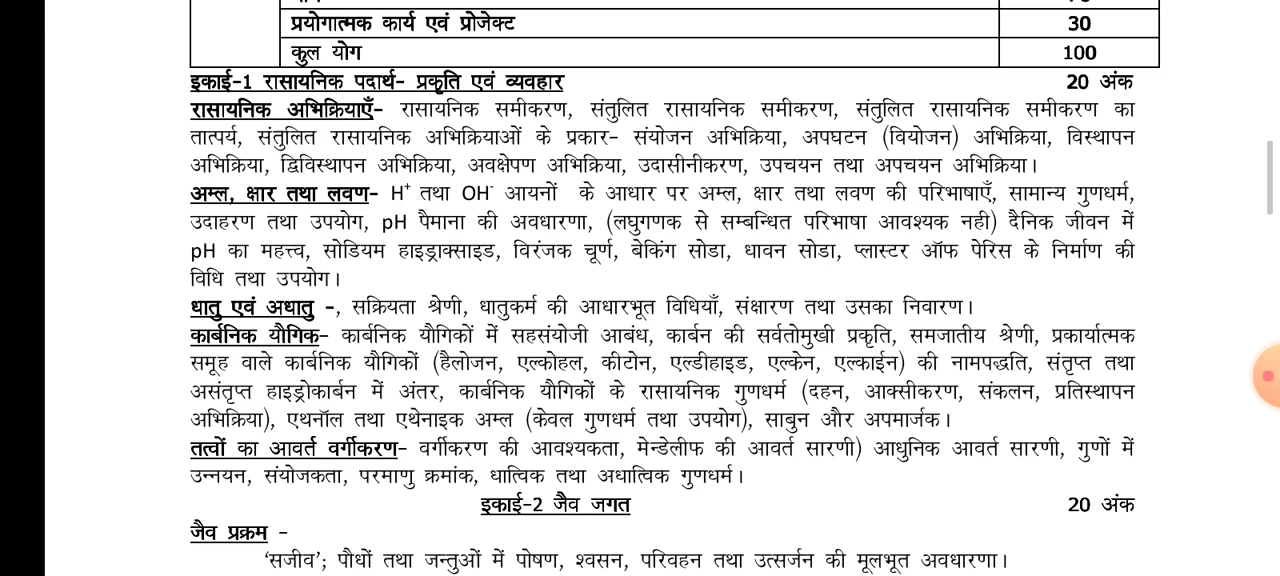 प्रयोगात्मक कार्य एवं प्रोजेक्ट 30
कुल योग 100
इकाई-1 रासायनिक पदार्थ- प्रकृति एवं व्यवहार 20 अंक
रासायनिक अभिक्रियाएँ- रासायनिक समीकरण, संतुलित रासायनिक समीकरण, संतुलित रासायनिक समीकरण का
तात्पर्य, संतुलित रासायनिक अभिक्रियाओं के प्रकार- संयोजन अभिक्रिया, अपघटन (वियोजन) अभिक्रिया, विस्थापन
अभिक्रिया, द्विविस्थापन अभिक्रिया, अवक्षेपण अभिक्रिया, उदासीनीकरण, उपचयन तथा अपचयन अभिक्रिया।
अम्ल, क्षार तथा लवण- H⁺ तथा OH⁻ आयनों के आधार पर अम्ल, क्षार तथा लवण की परिभाषाएँ, सामान्य गुणधर्म,
उदाहरण तथा उपयोग, pH पैमाना की अवधारणा, (लघुगणक से सम्बन्धित परिभाषा आवश्यक नही) दैनिक जीवन में
pH का महत्त्व, सोडियम हाइड्राक्साइड, विरंजक चूर्ण, बेकिंग सोडा, धावन सोडा, प्लास्टर ऑफ पेरिस के निर्माण की
विधि तथा उपयोग।
धातु एवं अधातु -, सक्रियता श्रेणी, धातुकर्म की आधारभूत विधियाँ, संक्षारण तथा उसका निवारण।
कार्बनिक यौगिक- कार्बनिक यौगिकों में सहसंयोजी आबंध, कार्बन की सर्वतोमुखी प्रकृति, समजातीय श्रेणी, प्रकार्यात्मक
समूह वाले कार्बनिक यौगिकों (हैलोजन, एल्कोहल, कीटोन, एल्डीहाइड, एल्केन, एल्काईन) की नामपद्धति, संतृप्त तथा
असंतृप्त हाइड्रोकार्बन में अंतर, कार्बनिक यौगिकों के रासायनिक गुणधर्म (दहन, आक्सीकरण, संकलन, प्रतिस्थापन
अभिक्रिया), एथनॉल तथा एथेनाइक अम्ल (केवल गुणधर्म तथा उपयोग), साबुन और अपमार्जक।
तत्वों का आवर्त वर्गीकरण- वर्गीकरण की आवश्यकता, मेन्डेलीफ की आवर्त सारणी) आधुनिक आवर्त सारणी, गुणों में
उन्नयन, संयोजकता, परमाणु क्रमांक, धात्विक तथा अधात्विक गुणधर्म।
इकाई-2 जैव जगत 20 अंक
जैव प्रक्रम -
‘सजीव’; पौधों तथा जन्तुओं में पोषण, श्वसन, परिवहन तथा उत्सर्जन की मूलभूत अवधारणा।